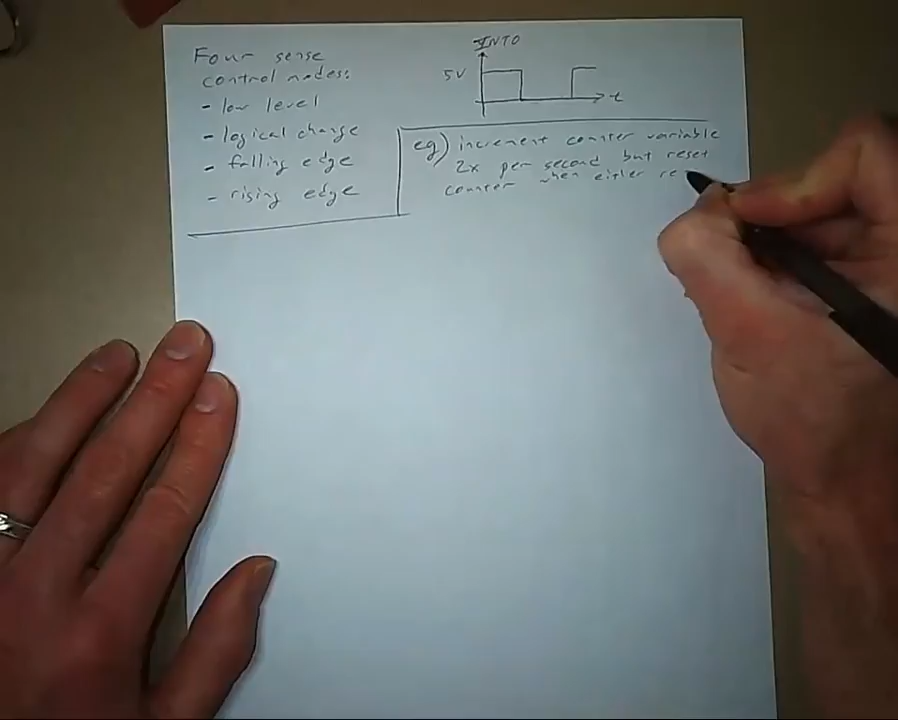 Four sense
control modes:
- low level
- logical change
- falling edge
- rising edge
INT0
5V
t
eg) increment counter variable
2x per second but reset
counter when either re